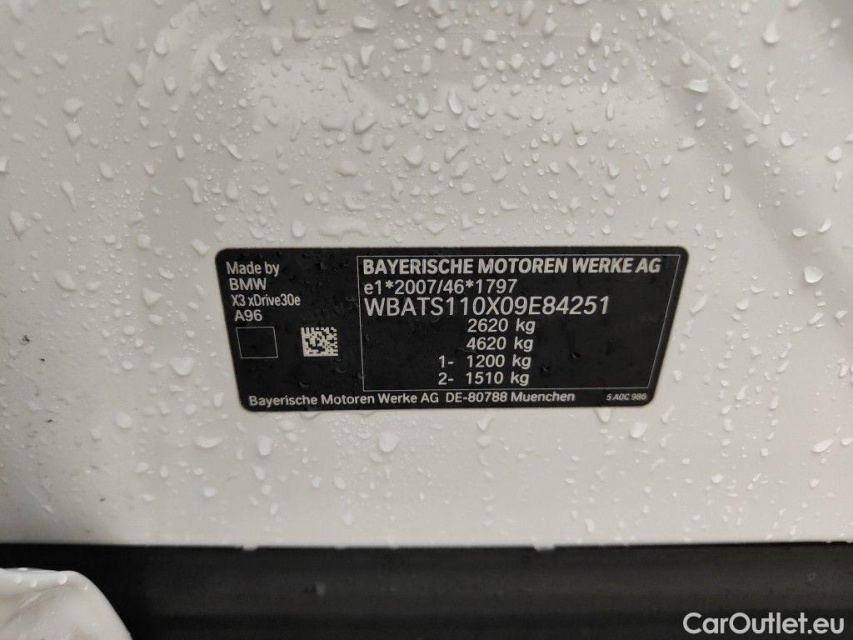 Made by
BMW
X3 xDrive30e
A96
BAYERISCHE MOTOREN WERKE AG
e1*2007/46*1797
WBATS110X09E84251
2620 kg
4620 kg
1- 1200 kg
2- 1510 kg
Bayerische Motoren Werke AG DE-80788 Muenchen
5 A0C 986
CarOutlet.eu